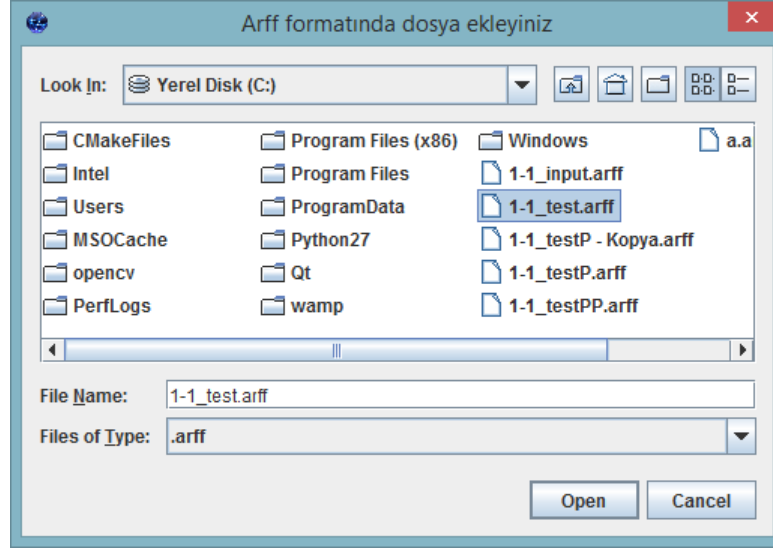 Arff formatında dosya ekleyiniz
Look In: Yerel Disk (C:)
CMakeFiles Program Files (x86) Windows a.a
Intel Program Files 1-1_input.arff
Users ProgramData 1-1_test.arff
MSOCache Python27 1-1_testP - Kopya.arff
opencv Qt 1-1_testP.arff
PerfLogs wamp 1-1_testPP.arff
File Name: 1-1_test.arff
Files of Type: .arff
Open Cancel